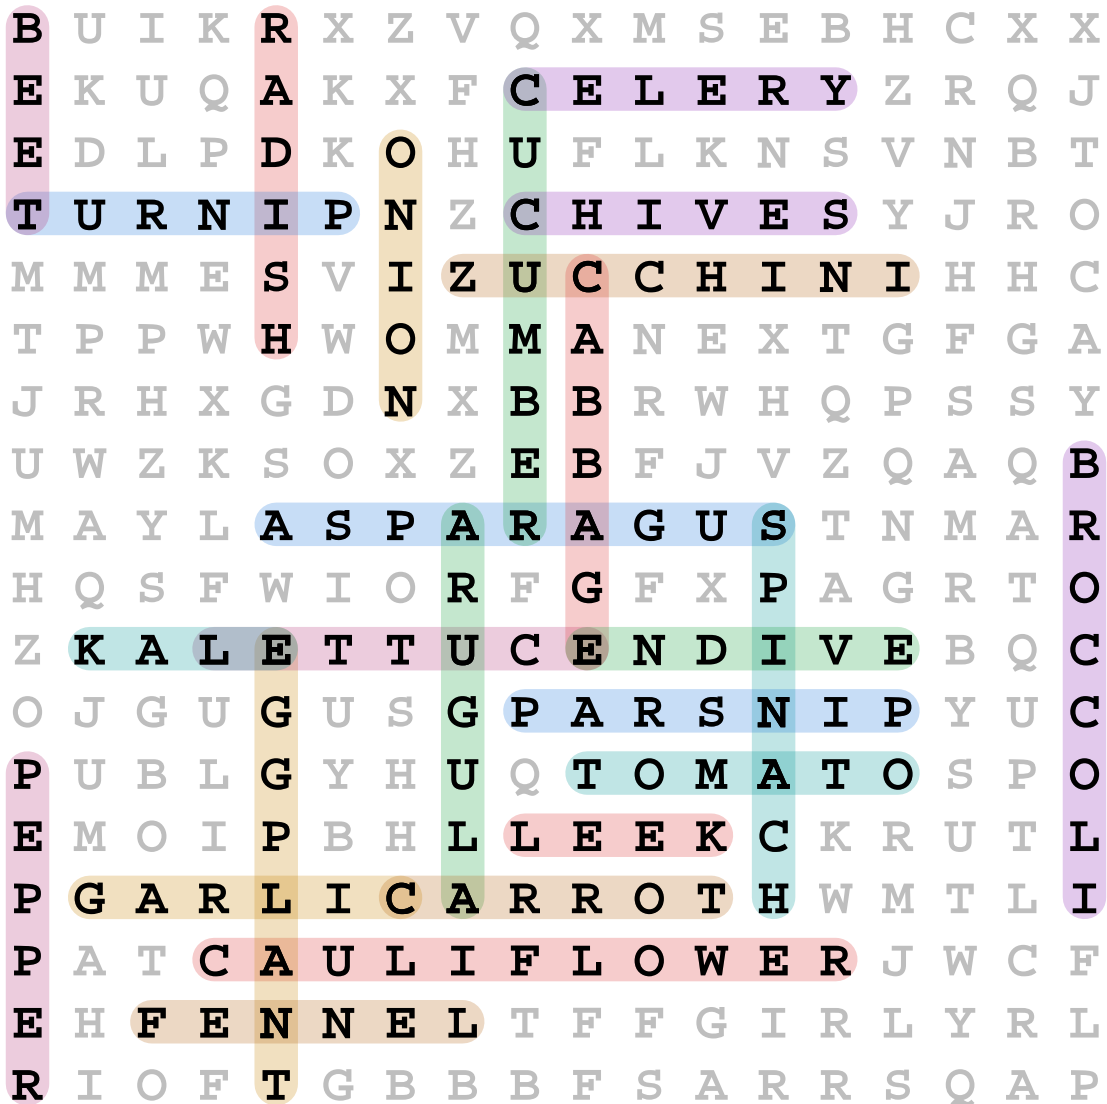 B U I K R X Z V Q X M S E B H C X X
E K U Q A K X F C E L E R Y Z R Q J
E D L P D K O H U F L K N S V N B T
T U R N I P N Z C H I V E S Y J R O
M M M E S V I Z U C C H I N I H H C
T P P W H W O M M A N E X T G F G A
J R H X G D N X B B R W H Q P S S Y
U W Z K S O X Z E B F J V Z Q A Q B
M A Y L A S P A R A G U S T N M A R
H Q S F W I O R F G F X P A G R T O
Z K A L E T T U C E N D I V E B Q C
O J G U G U S G P A R S N I P Y U C
P U B L G Y H U Q T O M A T O S P O
E M O I P B H L L E E K C K R U T L
P G A R L I C A R R O T H W M T L I
P A T C A U L I F L O W E R J W C F
E H F E N N E L T F F G I R L Y R L
R I O F T G B B B F S A R R S Q A P